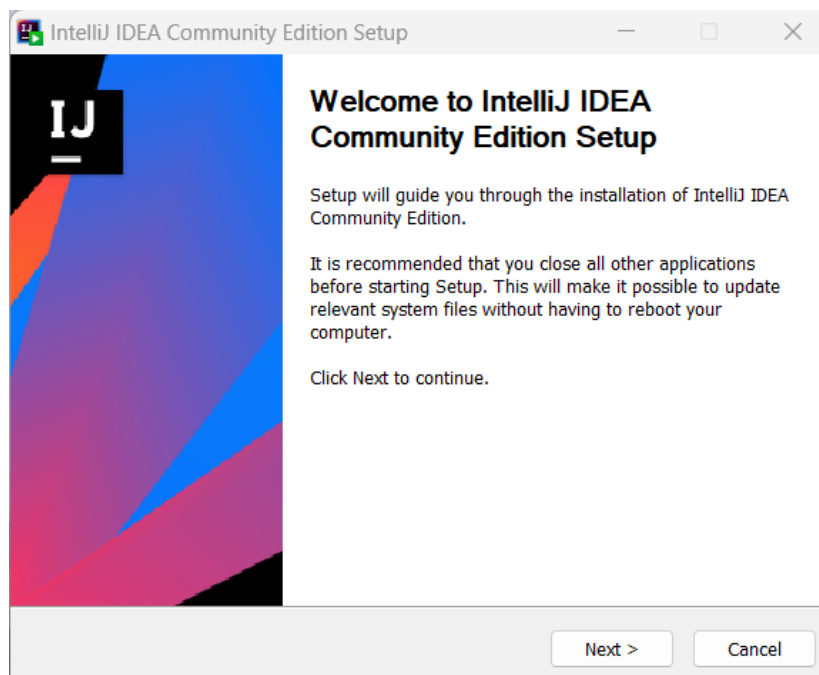 IntelliJ IDEA Community Edition Setup
IJ
Welcome to IntelliJ IDEA
Community Edition Setup
Setup will guide you through the installation of IntelliJ IDEA
Community Edition.
It is recommended that you close all other applications
before starting Setup. This will make it possible to update
relevant system files without having to reboot your
computer.
Click Next to continue.
Next >
Cancel